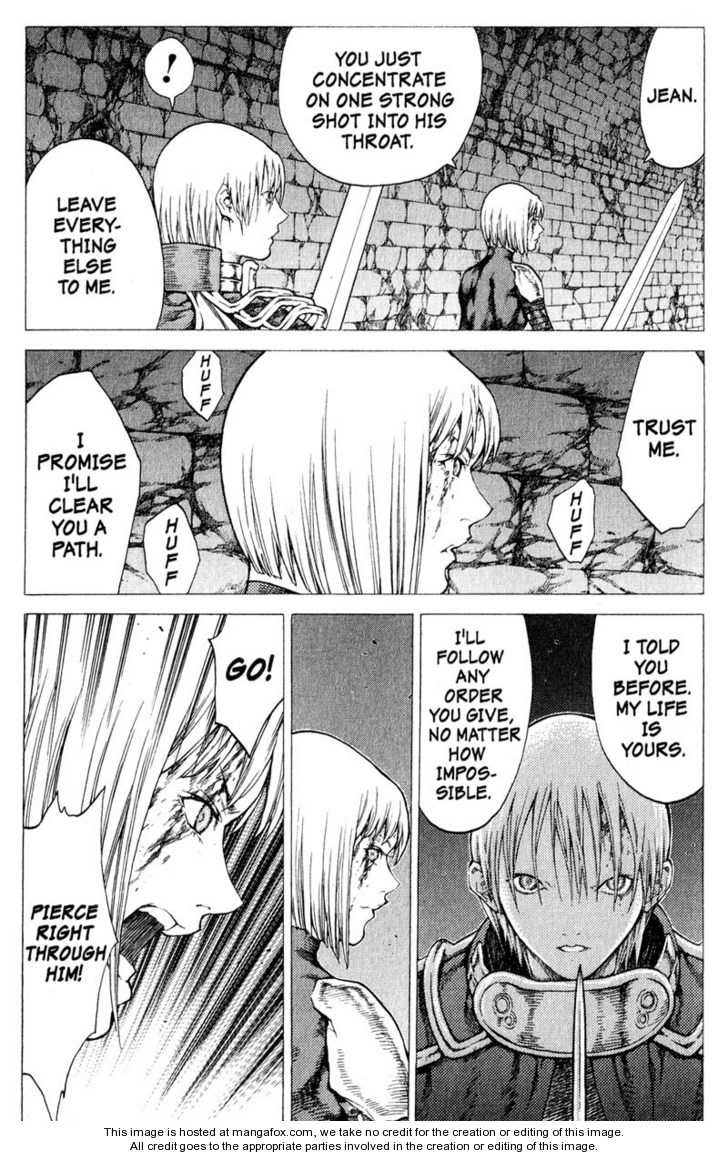 JEAN.
YOU JUST
CONCENTRATE
ON ONE STRONG
SHOT INTO HIS
THROAT.
!
LEAVE
EVERY-
THING
ELSE
TO ME.
TRUST
ME.
HUFF
HUFF
HUFF
I
PROMISE
I'LL
CLEAR
YOU A
PATH.
I TOLD
YOU
BEFORE.
MY LIFE
IS
YOURS.
I'LL
FOLLOW
ANY
ORDER
YOU GIVE,
NO MATTER
HOW
IMPOS-
SIBLE.
GO!
PIERCE
RIGHT
THROUGH
HIM!
This image is hosted at mangafox.com, we take no credit for the creation or editing of this image.
All credit goes to the appropriate parties involved in the creation or editing of this image.